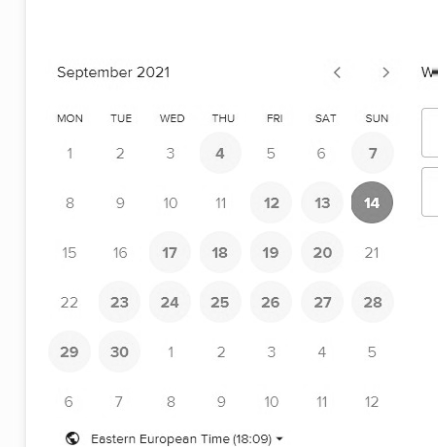 September 2021
MON TUE WED THU FRI SAT SUN
1 2 3 4 5 6 7
8 9 10 11 12 13 14
15 16 17 18 19 20 21
22 23 24 25 26 27 28
29 30 1 2 3 4 5
6 7 8 9 10 11 12
Eastern European Time (18:09)